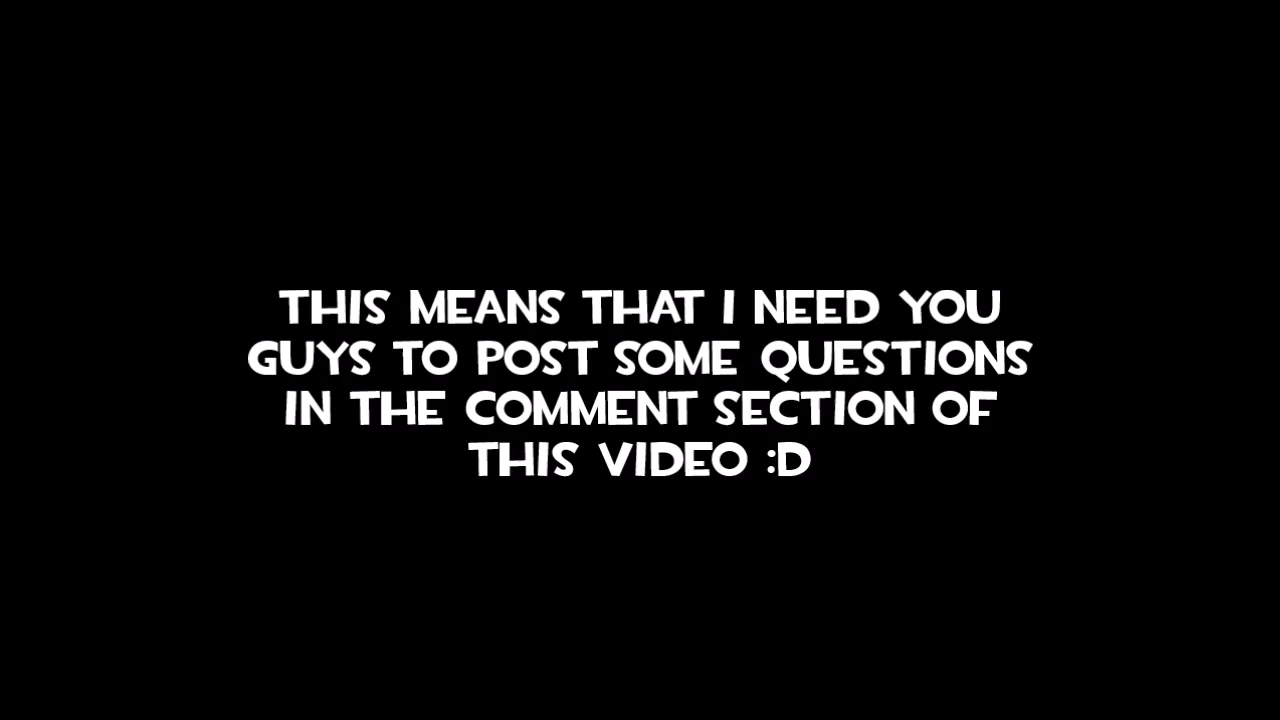 THIS MEANS THAT I NEED YOU
GUYS TO POST SOME QUESTIONS
IN THE COMMENT SECTION OF
THIS VIDEO :D